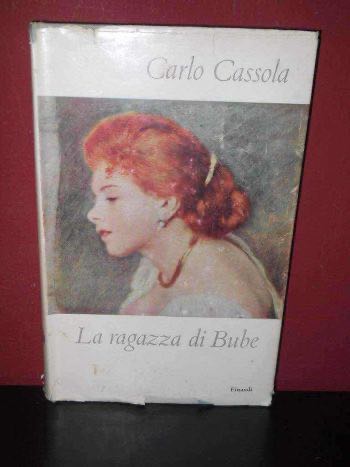 Carlo Cassola
La ragazza di Bube
Einaudi